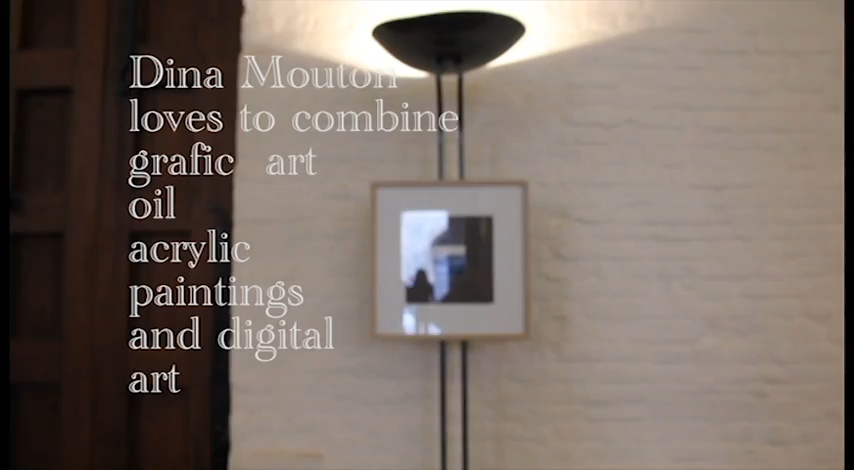 Dina Mouton
loves to combine
grafic art
oil
acrylic
paintings
and digital
art